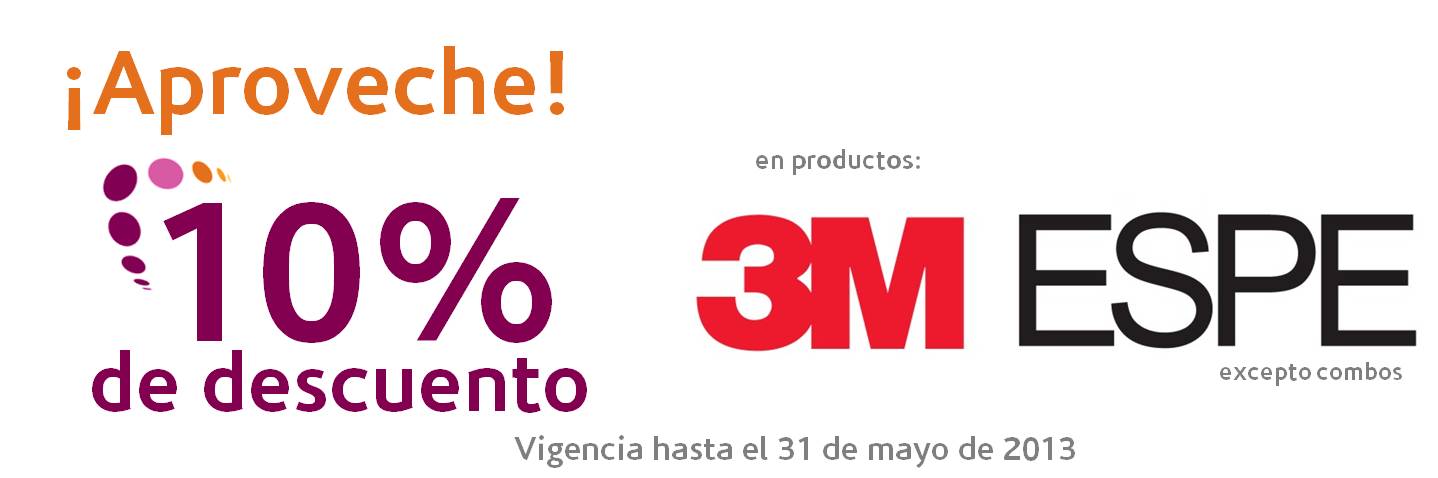 ¡Aproveche!
10%
de descuento
en productos:
3M ESPE
excepto combos
Vigencia hasta el 31 de mayo de 2013